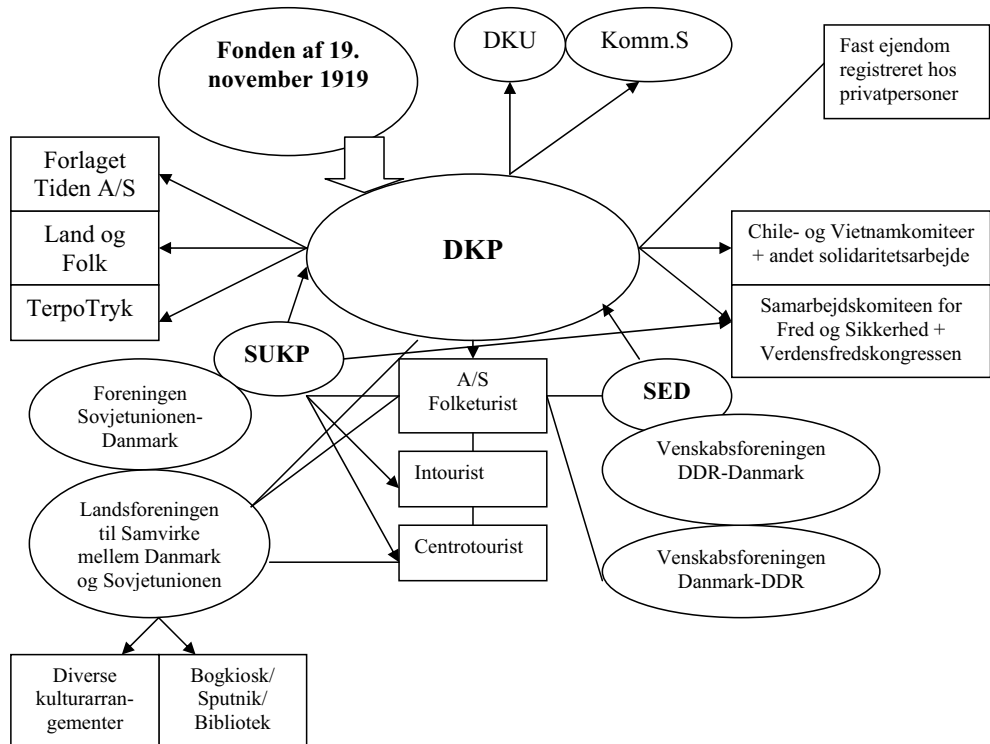 Fonden af 19.
november 1919
DKU
Komm.S
Fast ejendom
registreret hos
privatpersoner
Forlaget
Tiden A/S
Land og
Folk
TerpoTryk
DKP
Chile- og Vietnamkomiteer
+ andet solidaritetsarbejde
Samarbejdskomiteen for
Fred og Sikkerhed +
Verdensfredskongressen
SUKP
A/S
Folketurist
SED
Foreningen
Sovjetunionen-
Danmark
Venskabsforeningen
DDR-Danmark
Intourist
Landsforeningen
til Samvirke
mellem Danmark
og Sovjetunionen
Centrotourist
Venskabsforeningen
Danmark-DDR
Diverse
kulturarran-
gementer
Bogkiosk/
Sputnik/
Bibliotek